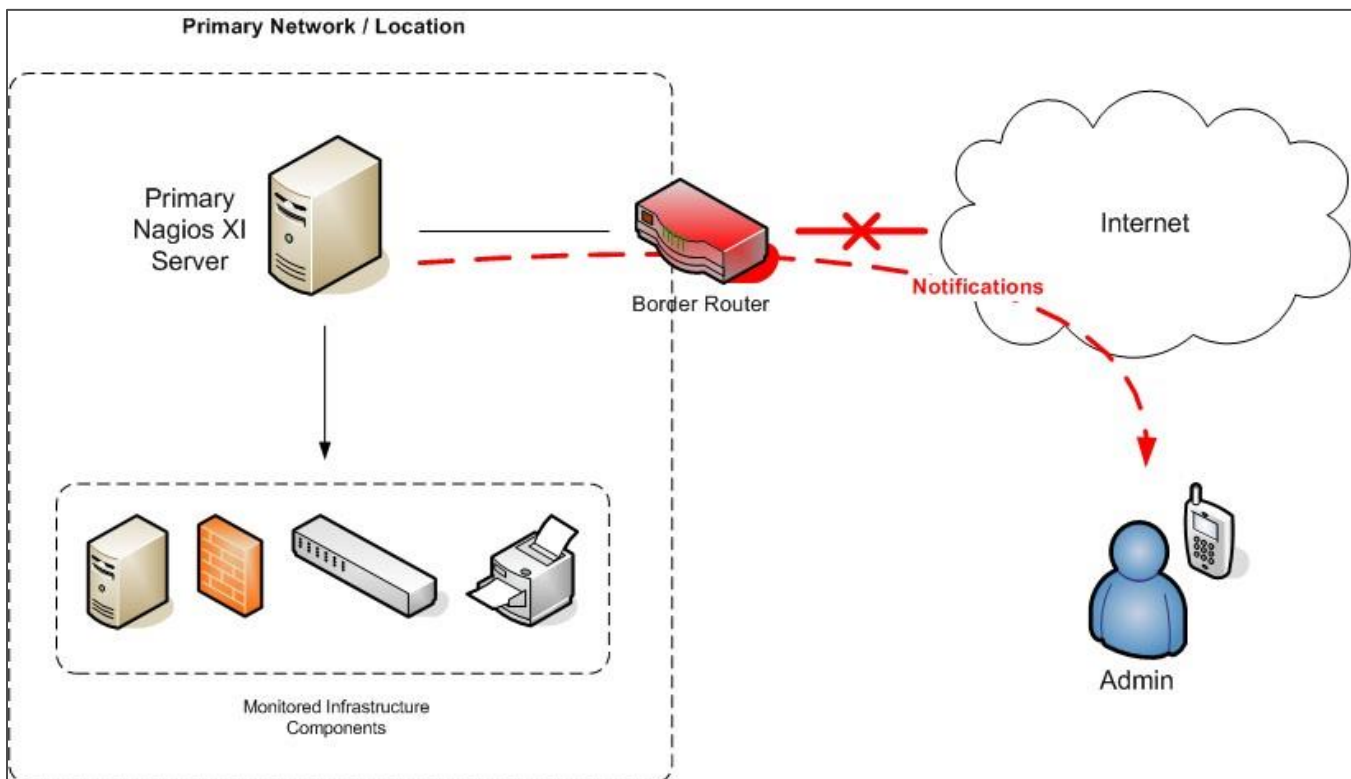 Primary Network / Location
Primary
Nagios XI
Server
Border Router
Internet
Notifications
Monitored Infrastructure
Components
Admin